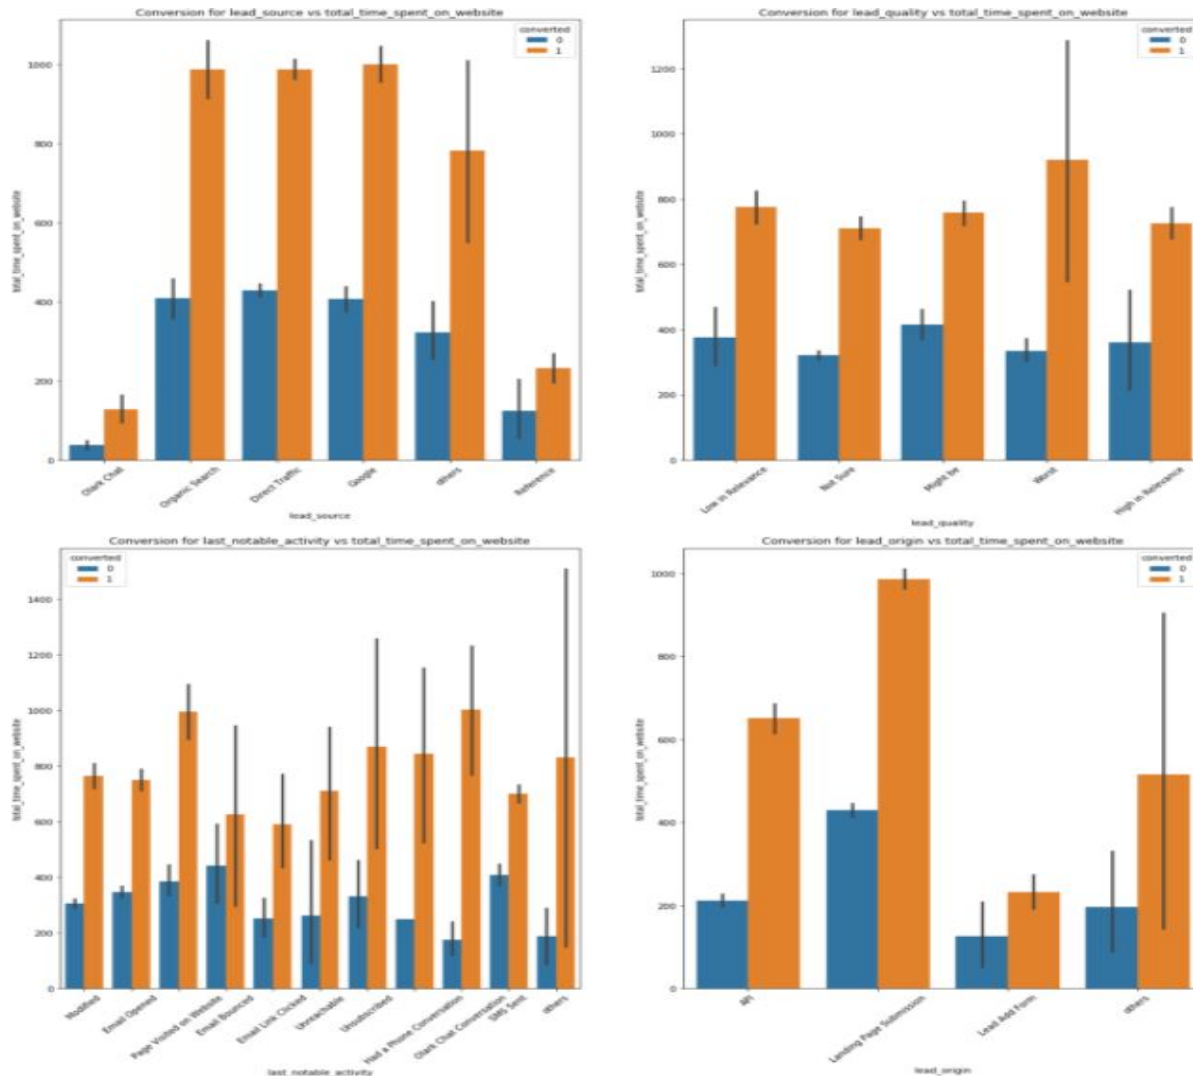 Conversion for lead_source vs total_time_spent_on_website
converted
0
1
1000
800
600
400
200
0
total_time_spent_on_website
Olark Chat
Organic Search
Direct Traffic
Google
others
Reference
lead_source
Conversion for lead_quality vs total_time_spent_on_website
converted
0
1
1200
1000
800
600
400
200
0
total_time_spent_on_website
Low in Relevance
Not Sure
Might be
Worst
High in Relevance
lead_quality
Conversion for last_notable_activity vs total_time_spent_on_website
converted
0
1
1400
1200
1000
800
600
400
200
0
total_time_spent_on_website
Modified
Email Opened
Page Visited on Website
Email Bounced
Email Link Clicked
Unreachable
Unsubscribed
Had a Phone Conversation
Olark Chat Conversation
SMS Sent
others
last_notable_activity
Conversion for lead_origin vs total_time_spent_on_website
converted
0
1
1000
800
600
400
200
0
total_time_spent_on_website
API
Landing Page Submission
Lead Add Form
others
lead_origin